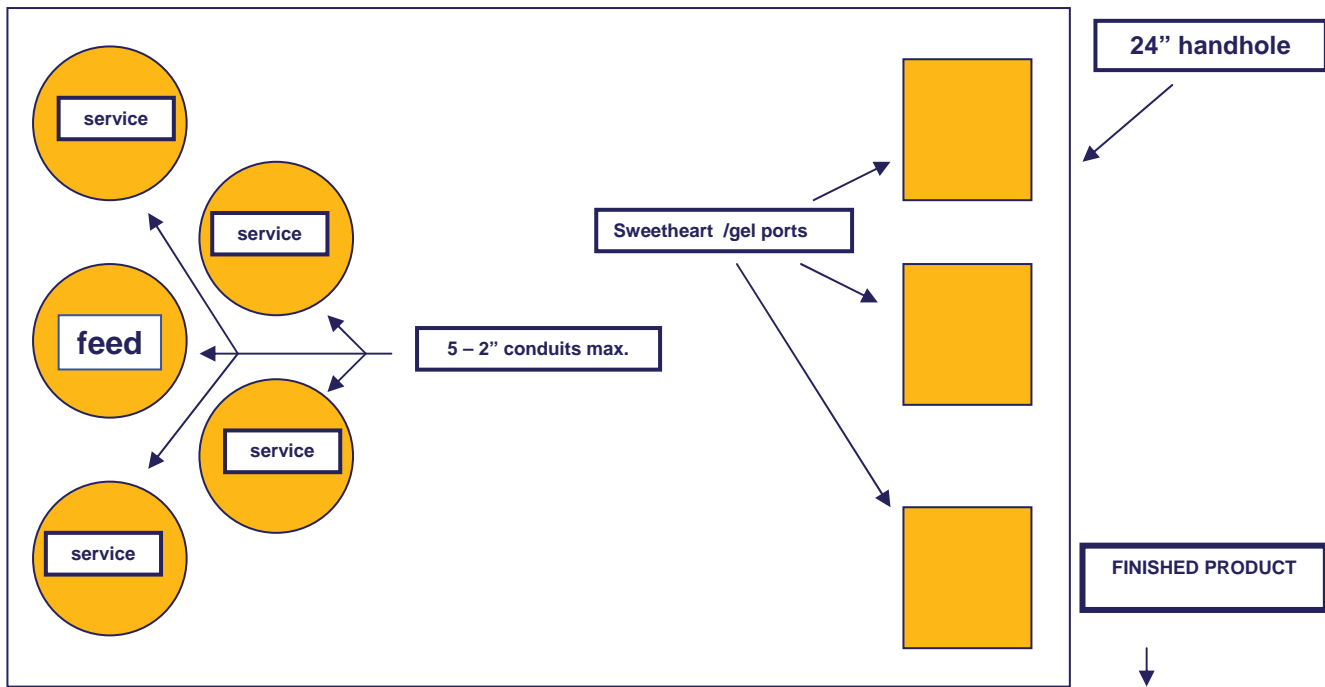 24” handhole
service
service
Sweetheart /gel ports
feed
5 – 2” conduits max.
service
service
FINISHED PRODUCT